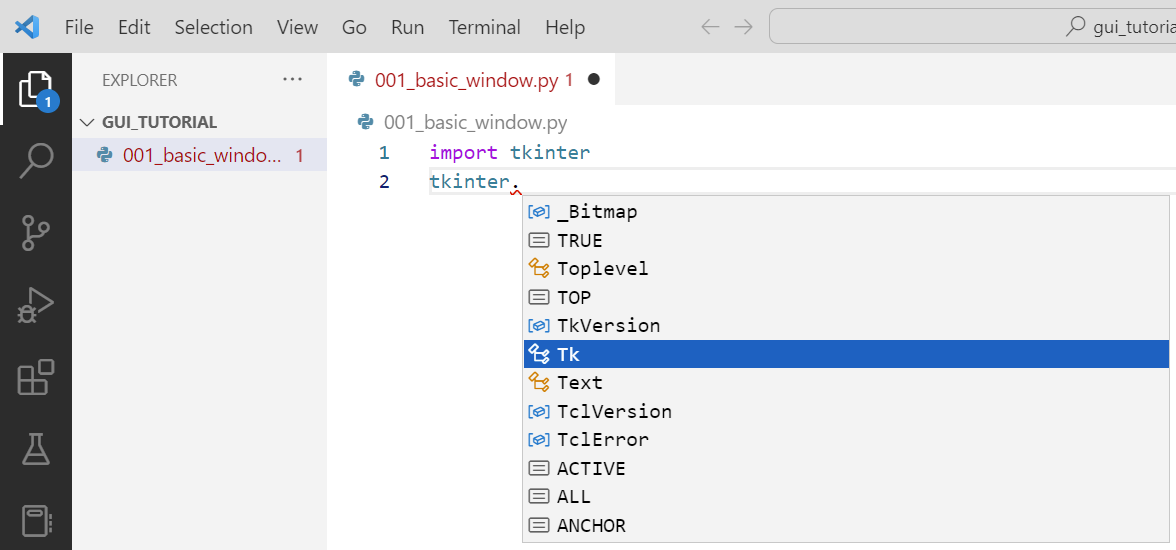 File Edit Selection View Go Run Terminal Help gui_tutoria
EXPLORER ... 001_basic_window.py 1
1
GUI_TUTORIAL 001_basic_window.py
001_basic_windo... 1
1 import tkinter
2 tkinter.
_Bitmap
TRUE
Toplevel
TOP
TkVersion
Tk
Text
TclVersion
TclError
ACTIVE
ALL
ANCHOR